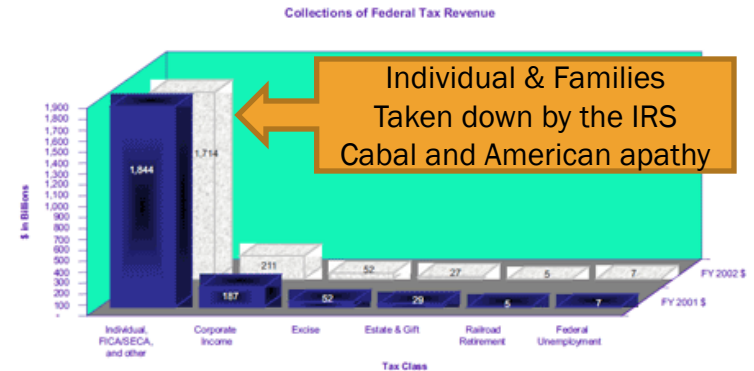 Collections of Federal Tax Revenue
Individual & Families
Taken down by the IRS
Cabal and American apathy
$ in Billions
1,900
1,800
1,700
1,600
1,500
1,400
1,300
1,200
1,100
1,000
900
800
700
600
500
400
300
200
100
-
1,714
211
52
27
5
7
FY 2002 $
1,844
187
52
29
5
7
FY 2001 $
Individual,
FICA/SECA,
and other
Corporate
Income
Excise
Estate & Gift
Railroad
Retirement
Federal
Unemployment
Tax Class